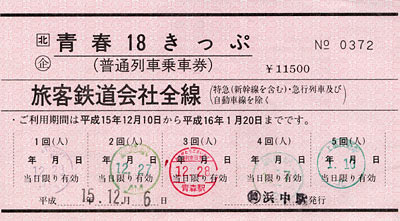 北 青春18きっぷ № 0372
企 (普通列車乗車券) ¥11500
旅客鉄道会社全線 (特急(新幹線を含む)・急行列車及び自動車線を除く)
・ご利用期間は平成15年12月10日から平成16年1月20日までです。
1回(人) 2回(人) 3回(人) 4回(人) 5回(人)
年 月 日 年 月 日 年 月 日 年 月 日 年 月 日
12.27 12.28 1.19
当日限り有効 当日限り有効 当日限り有効 当日限り有効 当日限り有効
青森駅
平成 15.12.6日 浜中駅発行